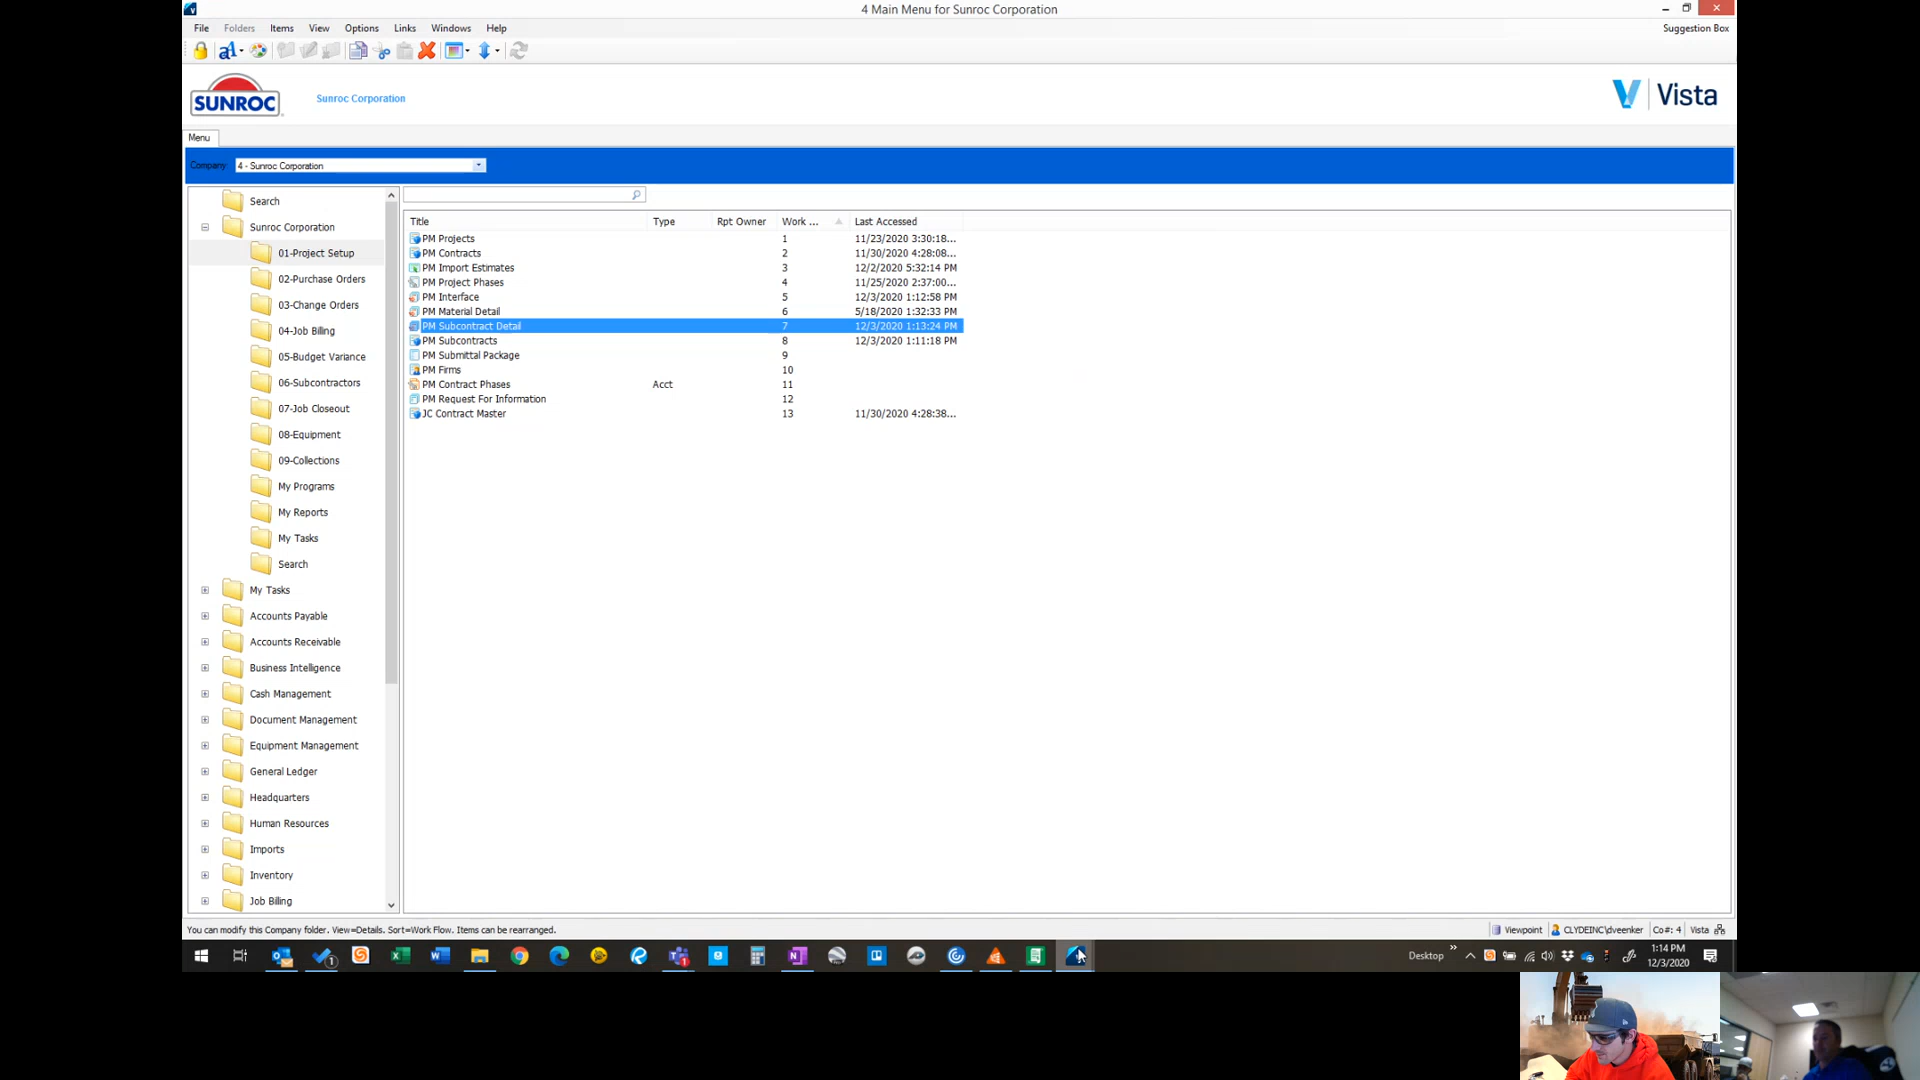 4 Main Menu for Sunroc Corporation
File Folders Items View Options Links Windows Help
Suggestion Box
SUNROC
Sunroc Corporation
Vista
Menu
Company: 4 - Sunroc Corporation
Search
Sunroc Corporation
01-Project Setup
02-Purchase Orders
03-Change Orders
04-Job Billing
05-Budget Variance
06-Subcontractors
07-Job Closeout
08-Equipment
09-Collections
My Programs
My Reports
My Tasks
Search
My Tasks
Accounts Payable
Accounts Receivable
Business Intelligence
Cash Management
Document Management
Equipment Management
General Ledger
Headquarters
Human Resources
Imports
Inventory
Job Billing
Title Type Rpt Owner Work ... Last Accessed
PM Projects 1 11/23/2020 3:30:18...
PM Contracts 2 11/30/2020 4:28:08...
PM Import Estimates 3 12/2/2020 5:32:14 PM
PM Project Phases 4 11/25/2020 2:37:00...
PM Interface 5 12/3/2020 1:12:58 PM
PM Material Detail 6 5/18/2020 1:32:33 PM
PM Subcontract Detail 7 12/3/2020 1:13:24 PM
PM Subcontracts 8 12/3/2020 1:11:18 PM
PM Submittal Package 9
PM Firms 10
PM Contract Phases Acct 11
PM Request For Information 12
JC Contract Master 13 11/30/2020 4:28:38...
You can modify this Company folder. View=Details. Sort=Work Flow. Items can be rearranged.
Viewpoint CLYDEINC\dveenker Co#: 4 Vista
Desktop
1:14 PM
12/3/2020